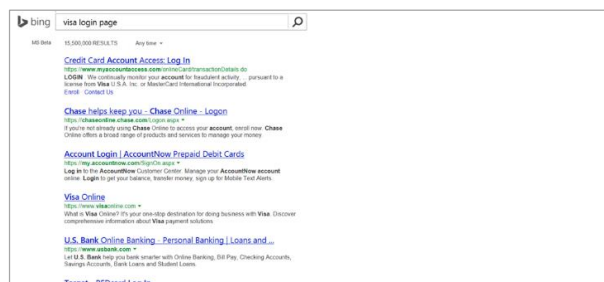 bing
visa login page
MS Beta 15,500,000 RESULTS Any time
Credit Card Account Access: Log In
https://www.myaccountaccess.com/onlineCard/transactionDetails.do
LOGIN . We continually monitor your account for fraudulent activity, ... pursuant to a
license from Visa U.S.A. Inc. or MasterCard International Incorporated.
Enroll · Contact Us
Chase helps keep you - Chase Online - Logon
https://chaseonline.chase.com/Logon.aspx
If you're not already using Chase Online to access your account, enroll now. Chase
Online offers a broad range of products and services to manage your money.
Account Login | AccountNow Prepaid Debit Cards
https://my.accountnow.com/SignOn.aspx
Log in to the AccountNow Customer Center. Manage your AccountNow account
online. Login to get your balance, transfer money, sign up for Mobile Text Alerts.
Visa Online
https://www.visaonline.com
What is Visa Online? It's your one-stop destination for doing business with Visa. Discover
comprehensive information about Visa payment solutions
U.S. Bank Online Banking - Personal Banking | Loans and ...
https://www.usbank.com
Let U.S. Bank help you bank smarter with Online Banking, Bill Pay, Checking Accounts,
Savings Accounts, Bank Loans and Student Loans.